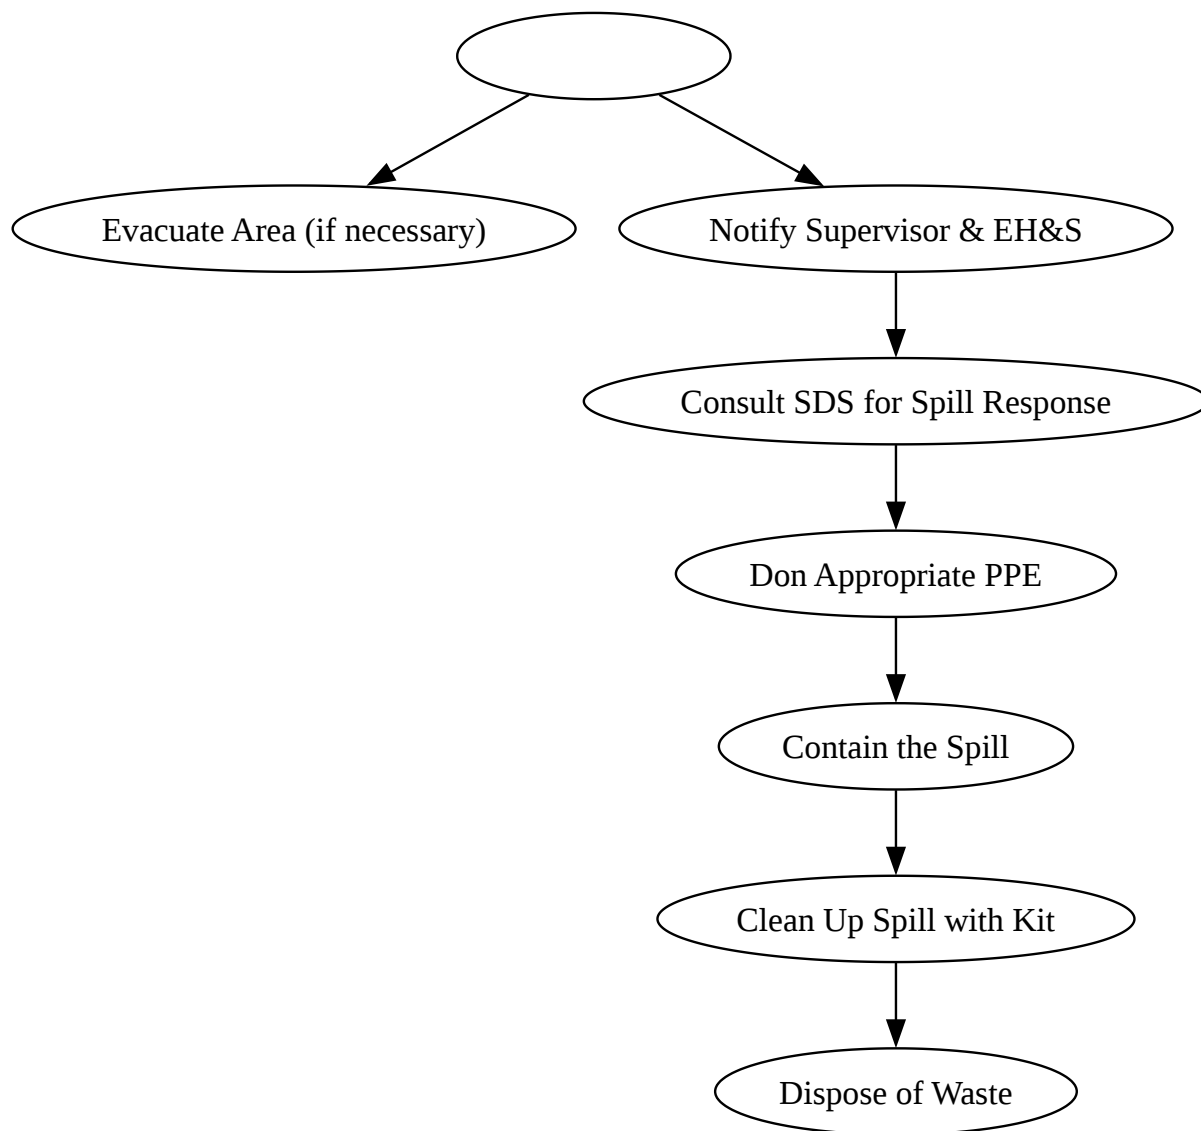 Evacuate Area (if necessary)
Notify Supervisor & EH&S
Consult SDS for Spill Response
Don Appropriate PPE
Contain the Spill
Clean Up Spill with Kit
Dispose of Waste